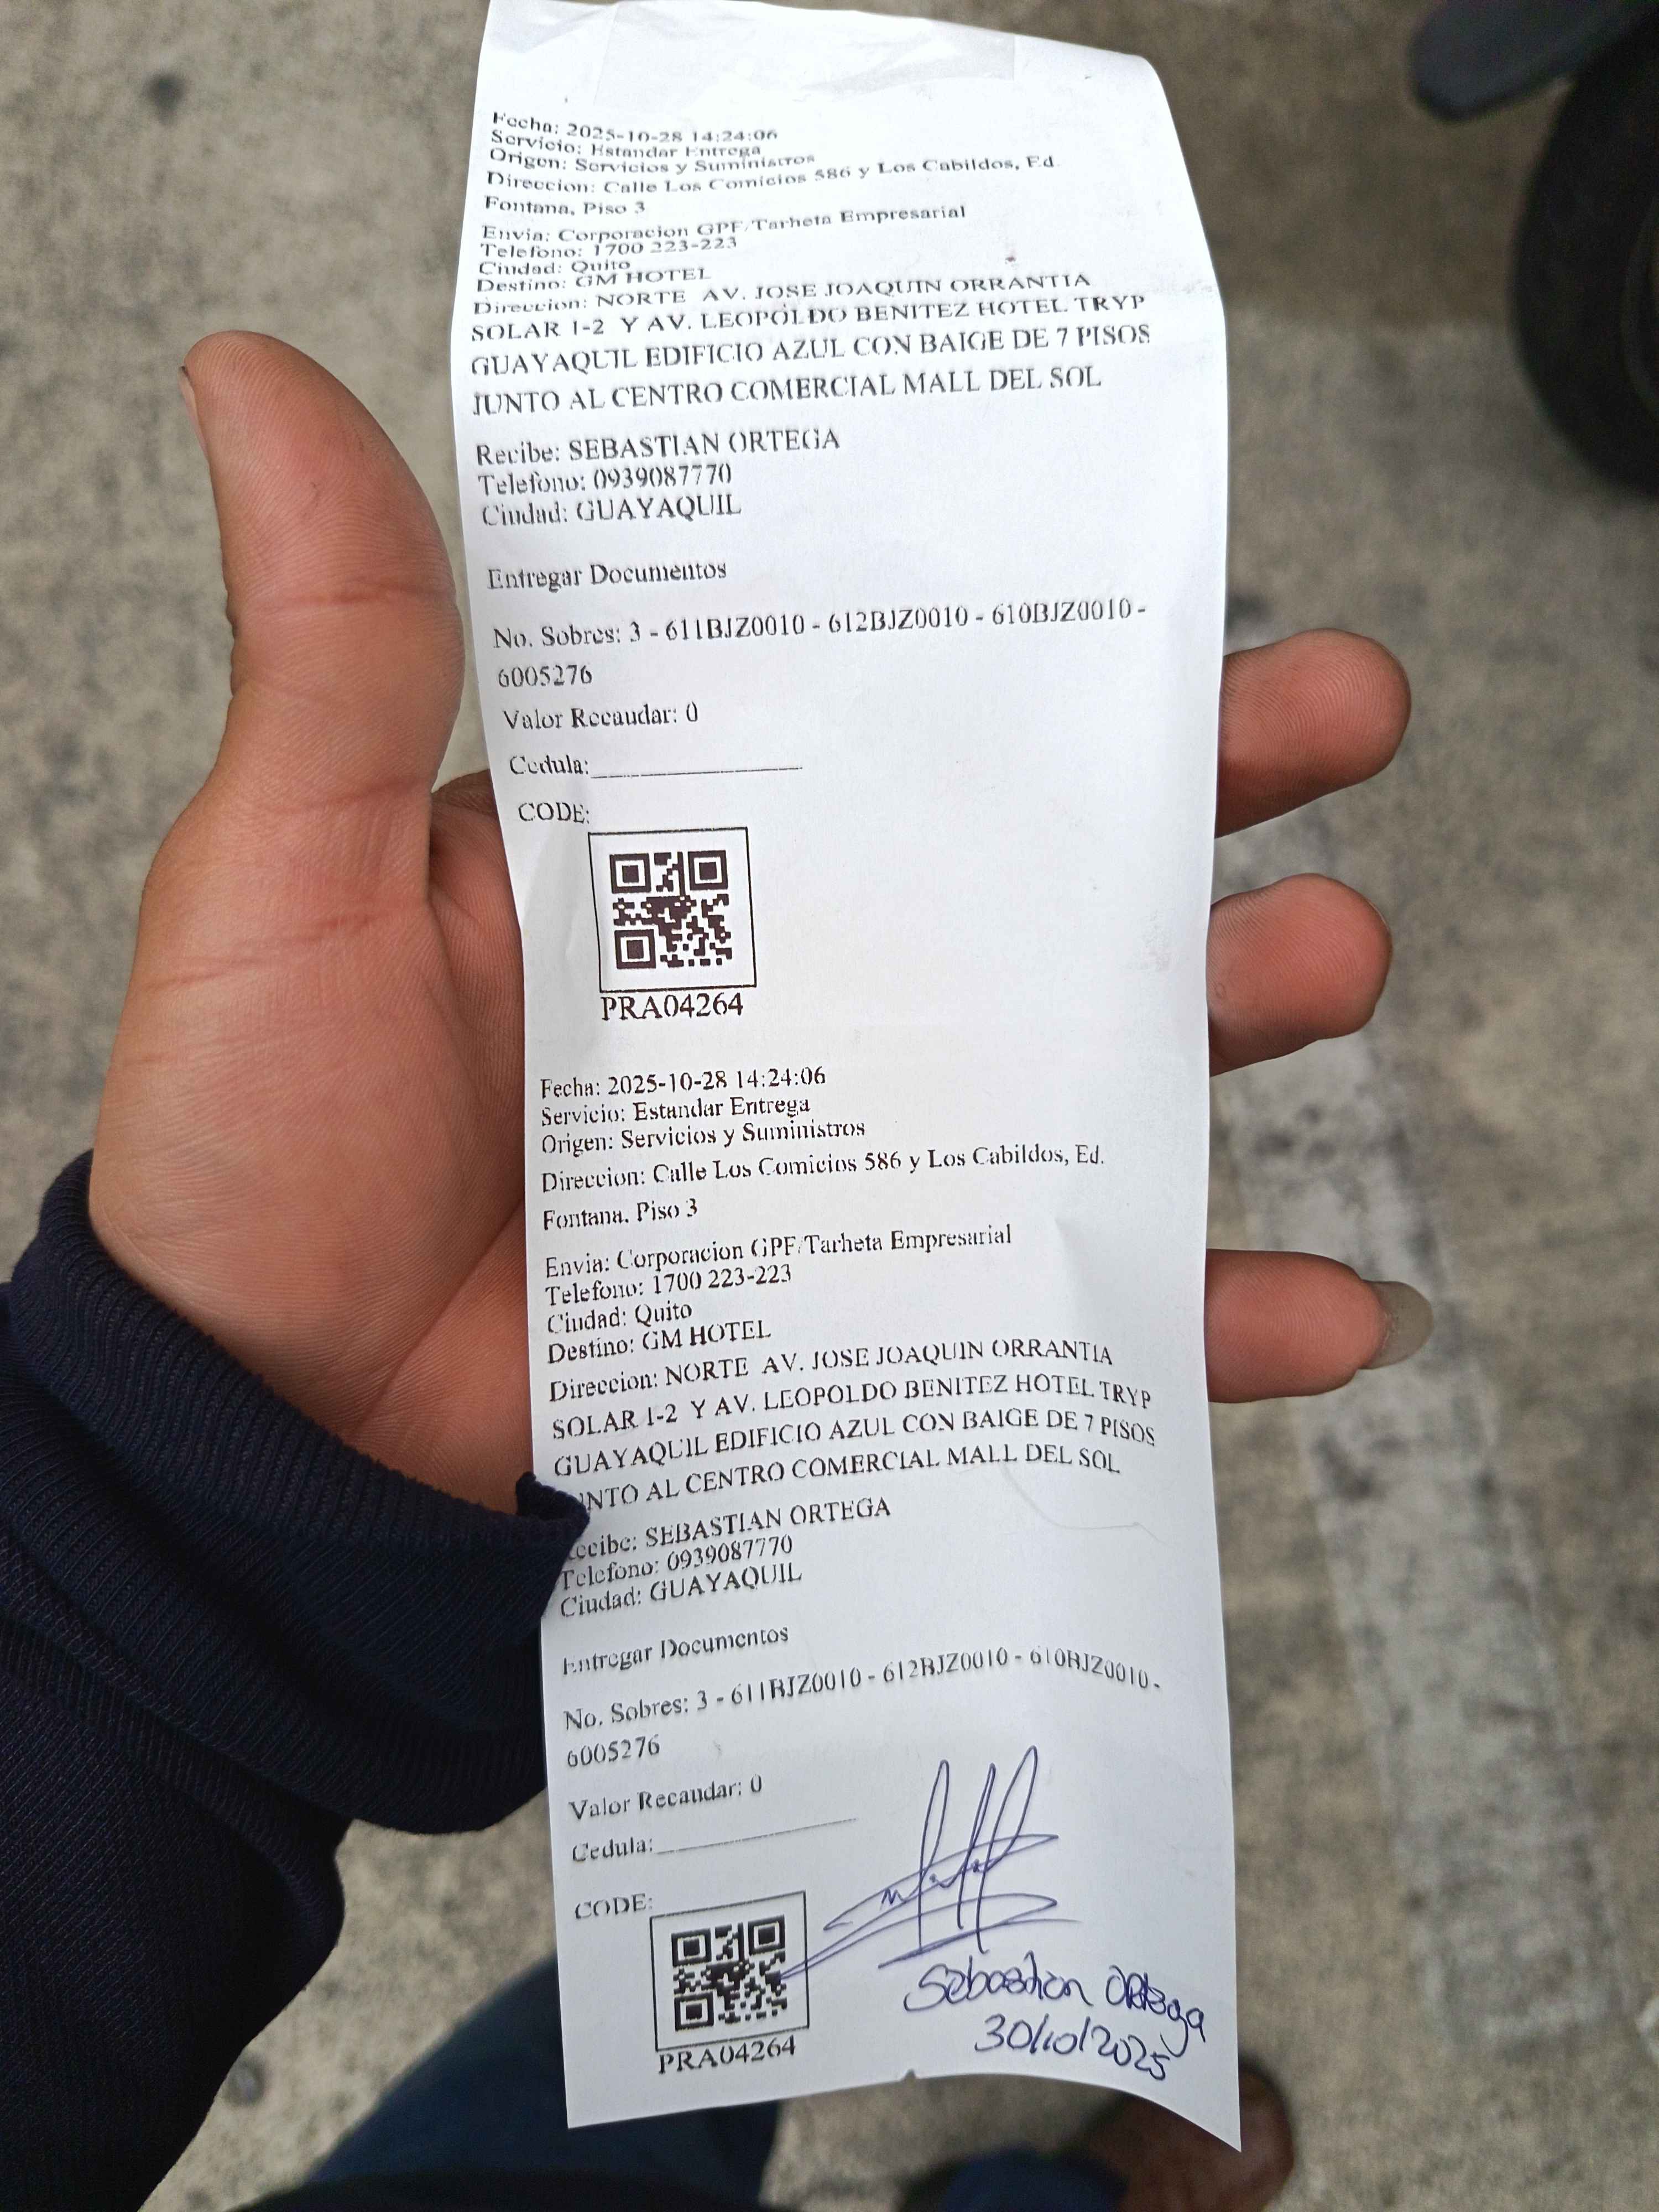 Fecha: 2025-10-28 14:24:06
Servicio: Estandar Entrega
Origen: Servicios y Suministros
Direccion: Calle Los Comicios 586 y Los Cabildos, Ed.
Fontana, Piso 3
Envia: Corporacion GPF/Tarheta Empresarial
Telefono: 1700 223-223
Ciudad: Quito
Destino: GM HOTEL
Direccion: NORTE AV. JOSE JOAQUIN ORRANTIA
SOLAR 1-2 Y AV. LEOPOLDO BENITEZ HOTEL TRYP
GUAYAQUIL EDIFICIO AZUL CON BAIGE DE 7 PISOS
JUNTO AL CENTRO COMERCIAL MALL DEL SOL
Recibe: SEBASTIAN ORTEGA
Telefono: 0939087770
Ciudad: GUAYAQUIL
Entregar Documentos
No. Sobres: 3 - 611BJZ0010 - 612BJZ0010 - 610BJZ0010 -
6005276
Valor Recaudar: 0
Cedula:
CODE:
PRA04264
Fecha: 2025-10-28 14:24:06
Servicio: Estandar Entrega
Origen: Servicios y Suministros
Direccion: Calle Los Comicios 586 y Los Cabildos, Ed.
Fontana, Piso 3
Envia: Corporacion GPF/Tarheta Empresarial
Telefono: 1700 223-223
Ciudad: Quito
Destino: GM HOTEL
Direccion: NORTE AV. JOSE JOAQUIN ORRANTIA
SOLAR 1-2 Y AV. LEOPOLDO BENITEZ HOTEL TRYP
GUAYAQUIL EDIFICIO AZUL CON BAIGE DE 7 PISOS
UNTO AL CENTRO COMERCIAL MALL DEL SOL
ecibe: SEBASTIAN ORTEGA
Telefono: 0939087770
Ciudad: GUAYAQUIL
Entregar Documentos
No. Sobres: 3 - 611BJZ0010 - 612BJZ0010 - 610BJZ0010 -
6005276
Valor Recaudar: 0
Cedula:
CODE:
PRA04264
Sebastian Ortega
30/10/2025